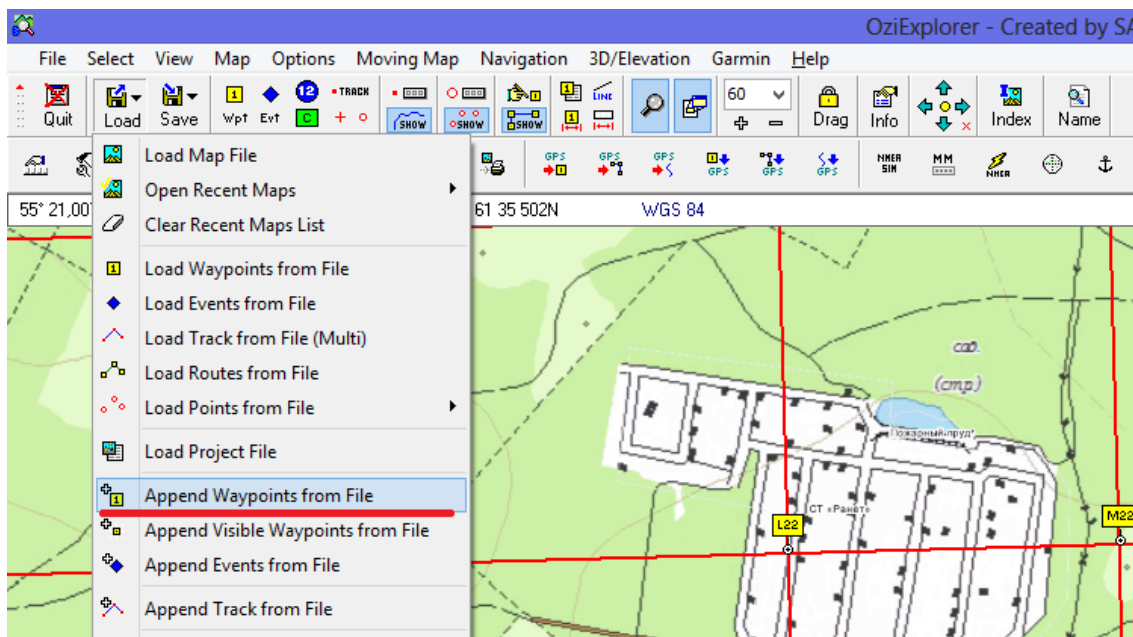 OziExplorer - Created by SA
File Select View Map Options Moving Map Navigation 3D/Elevation Garmin Help
1 12 TRACK 1 LINE 60
Quit Load Save Wpt Evt C SHOW SHOW SHOW 1 Drag Info Index Name
GPS GPS GPS GPS GPS GPS NMEA SIM MM NMEA
55° 21,00 61 35 502N WGS 84
Load Map File
Open Recent Maps
Clear Recent Maps List
Load Waypoints from File
Load Events from File
Load Track from File (Multi)
Load Routes from File
Load Points from File
Load Project File
Append Waypoints from File
Append Visible Waypoints from File
Append Events from File
Append Track from File
сад.
(стр.)
Пожарный пруд
СТ «Ранет»
L22
M22